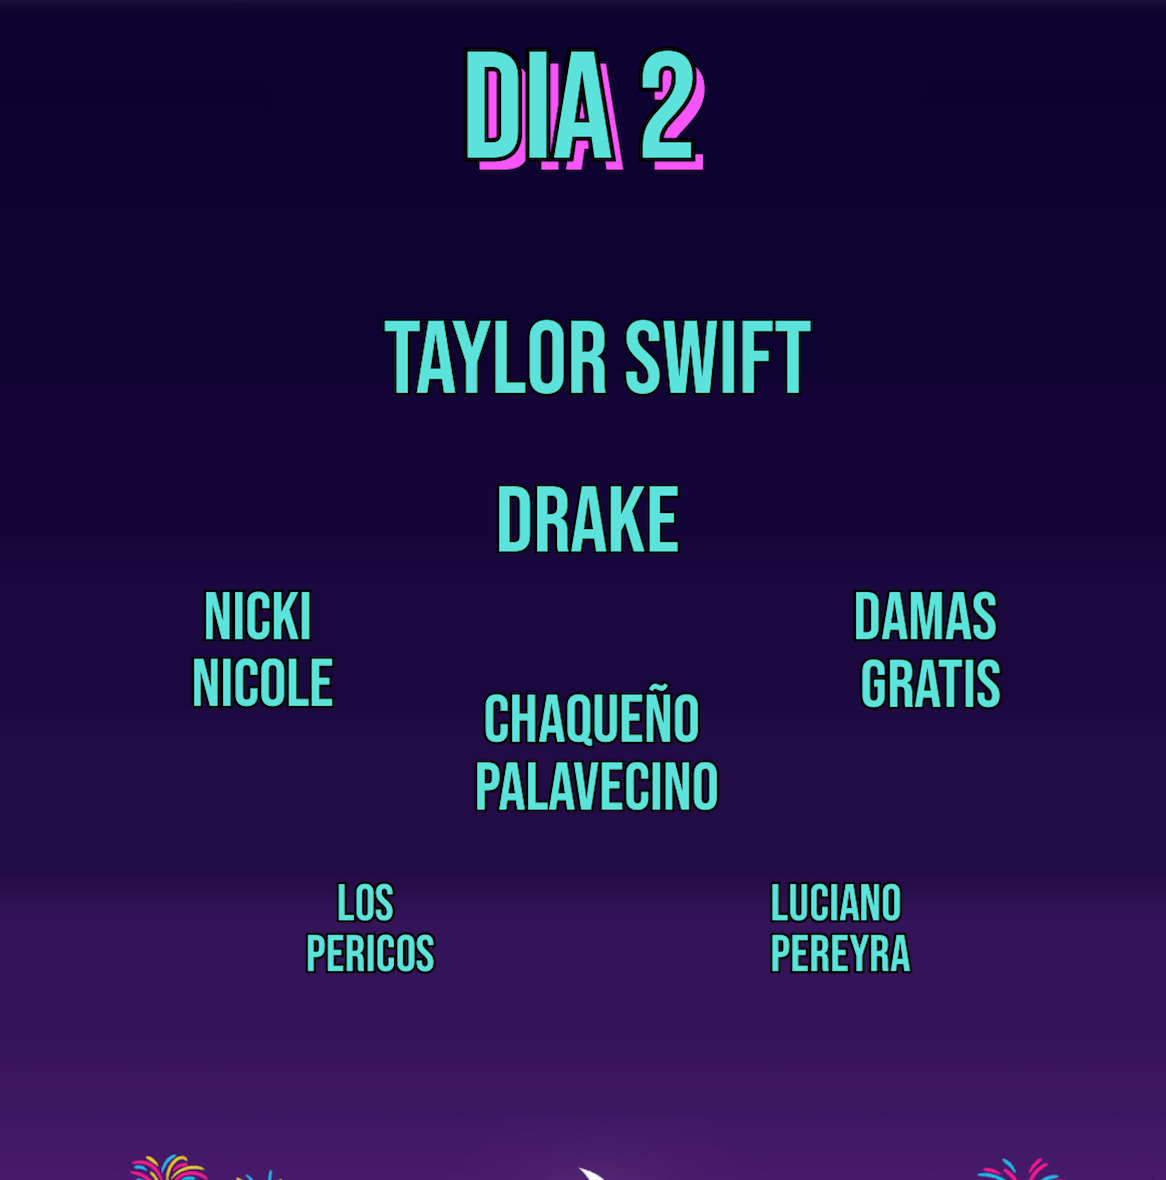 DIA 2
TAYLOR SWIFT
DRAKE
NICKI
NICOLE
DAMAS
GRATIS
CHAQUEÑO
PALAVECINO
LOS
PERICOS
LUCIANO
PEREYRA